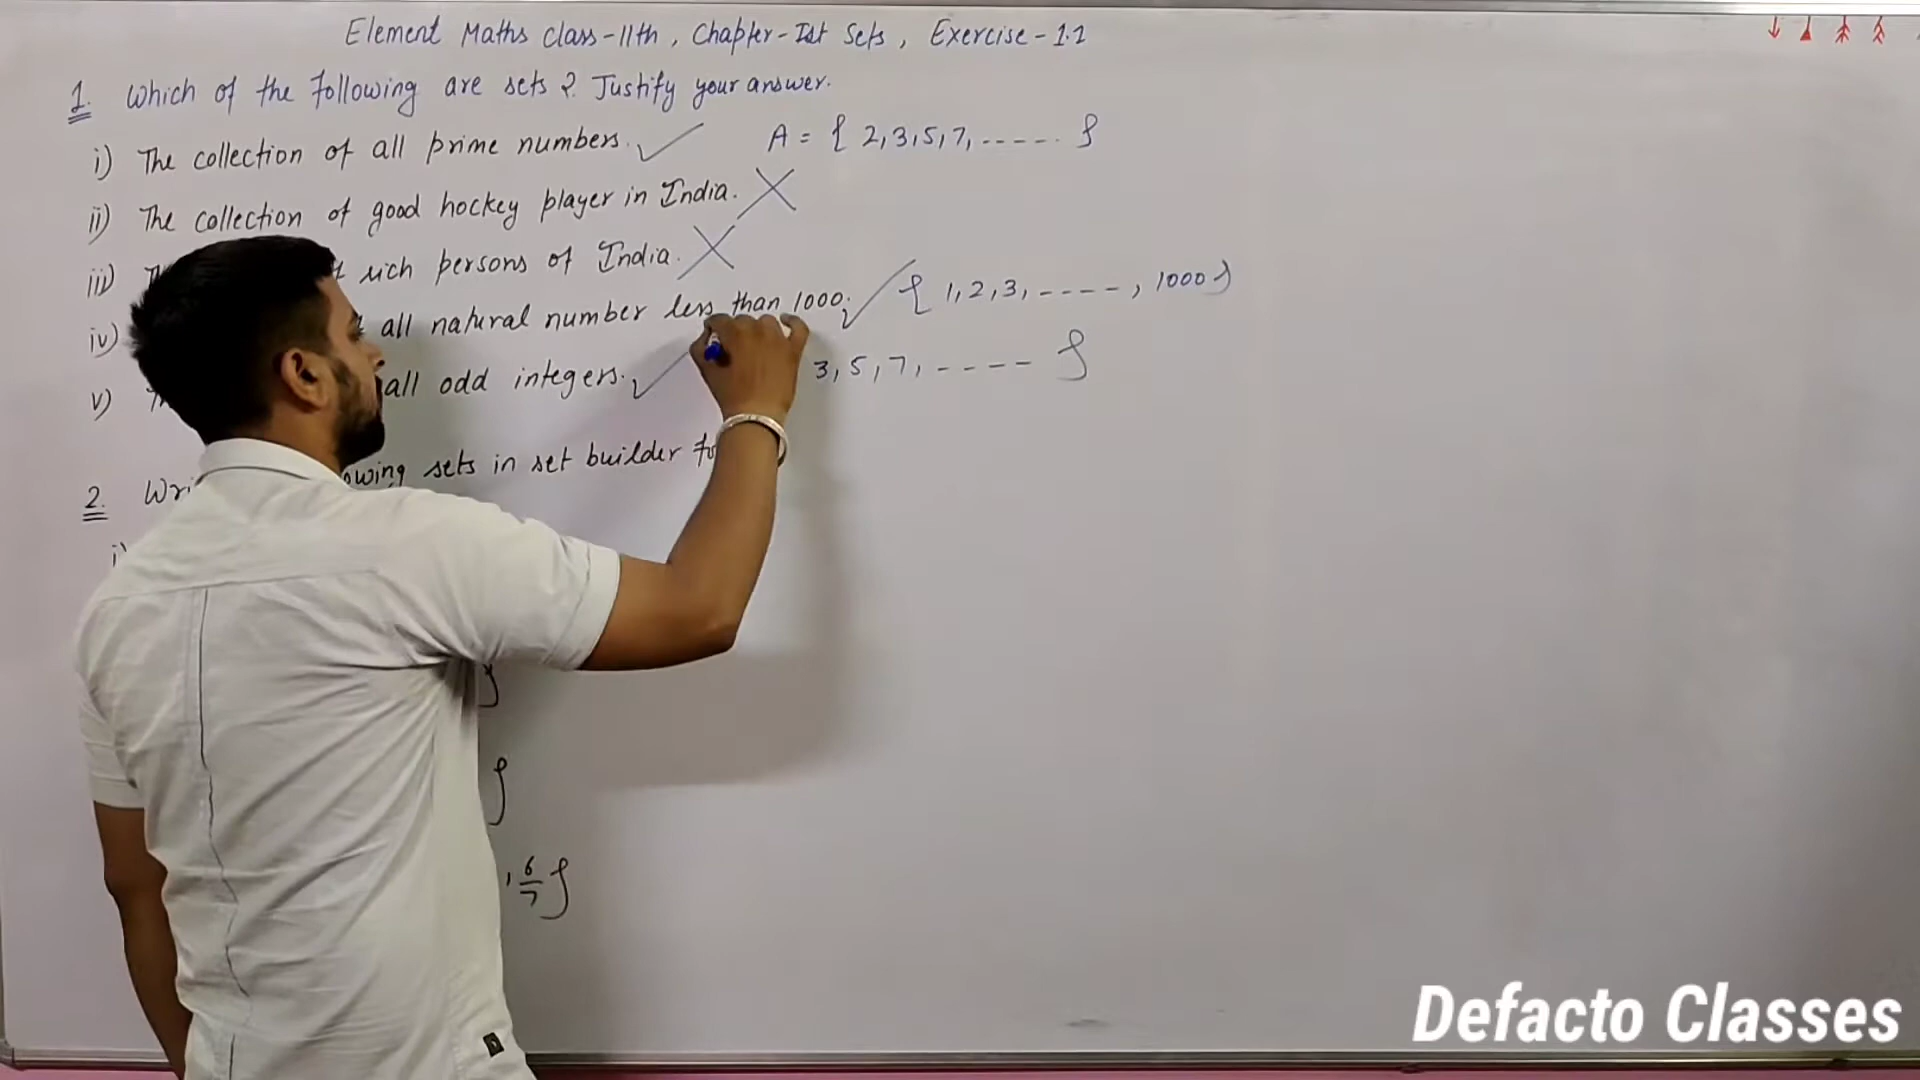 Element Maths Class-11th, Chapter-Ist Sets, Exercise-1.1
1. Which of the following are sets? Justify your answer.
i) The collection of all prime numbers. ✓ A = { 2,3,5,7,----- }
ii) The collection of good hockey player in India. ✗
iii) rich persons of India. ✗
iv) all natural number less than 1000. ✓ { 1,2,3,----, 1000 }
v) all odd integers. ✓ 3,5,7,---- }
2. owing sets in set builder
i)
}
}
, 6/7 }
Defacto Classes